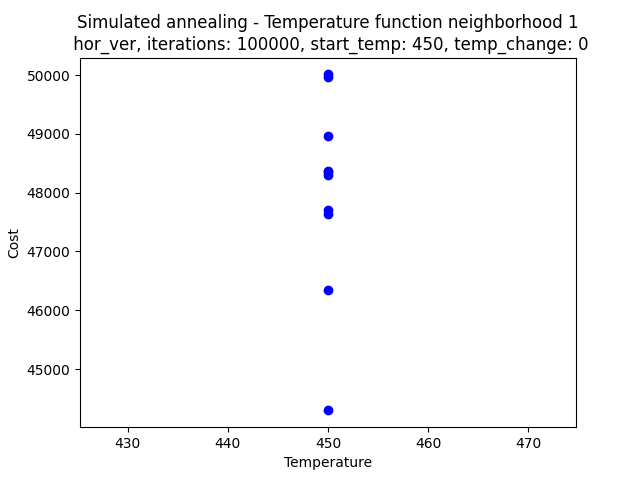 Simulated annealing - Temperature function neighborhood 1
hor_ver, iterations: 100000, start_temp: 450, temp_change: 0
50000
49000
48000
47000
46000
45000
Cost
430 440 450 460 470
Temperature